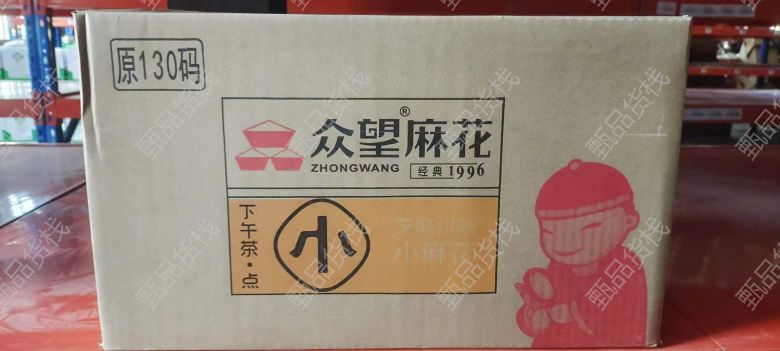 原130码
众望®麻花
ZHONGWANG 经典1996
下午茶·点
小
小麻花
甄品货栈